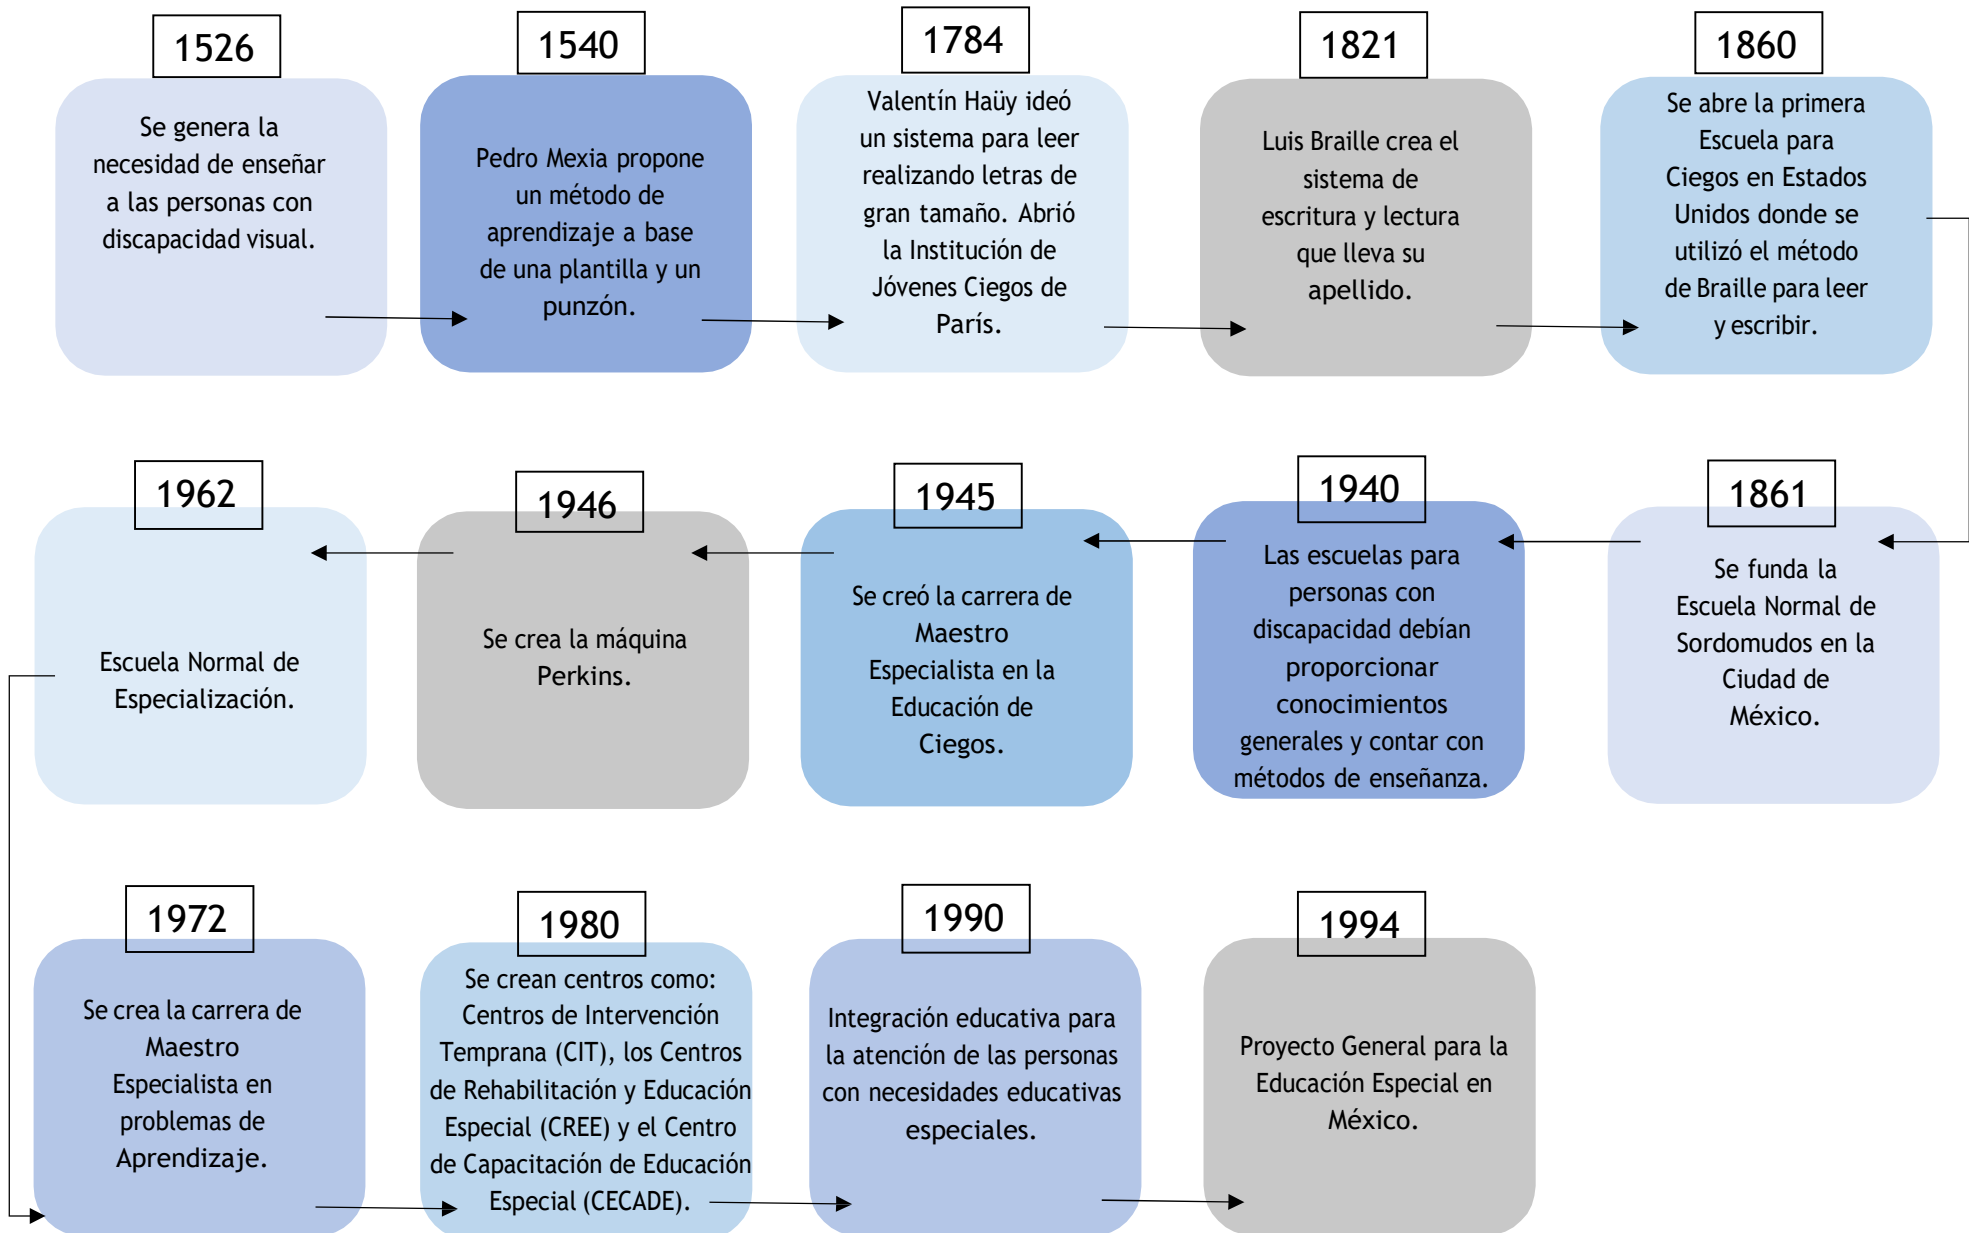 1526
Se genera la
necesidad de enseñar
a las personas con
discapacidad visual.
1540
Pedro Mexia propone
un método de
aprendizaje a base
de una plantilla y un
punzón.
1784
Valentín Haüy ideó
un sistema para leer
realizando letras de
gran tamaño. Abrió
la Institución de
Jóvenes Ciegos de
París.
1821
Luis Braille crea el
sistema de
escritura y lectura
que lleva su
apellido.
1860
Se abre la primera
Escuela para
Ciegos en Estados
Unidos donde se
utilizó el método
de Braille para leer
y escribir.
1861
Se funda la
Escuela Normal de
Sordomudos en la
Ciudad de
México.
1940
Las escuelas para
personas con
discapacidad debían
proporcionar
conocimientos
generales y contar con
métodos de enseñanza.
1945
Se creó la carrera de
Maestro
Especialista en la
Educación de
Ciegos.
1946
Se crea la máquina
Perkins.
1962
Escuela Normal de
Especialización.
1972
Se crea la carrera de
Maestro
Especialista en
problemas de
Aprendizaje.
1980
Se crean centros como:
Centros de Intervención
Temprana (CIT), los Centros
de Rehabilitación y Educación
Especial (CREE) y el Centro
de Capacitación de Educación
Especial (CECADE).
1990
Integración educativa para
la atención de las personas
con necesidades educativas
especiales.
1994
Proyecto General para la
Educación Especial en
México.